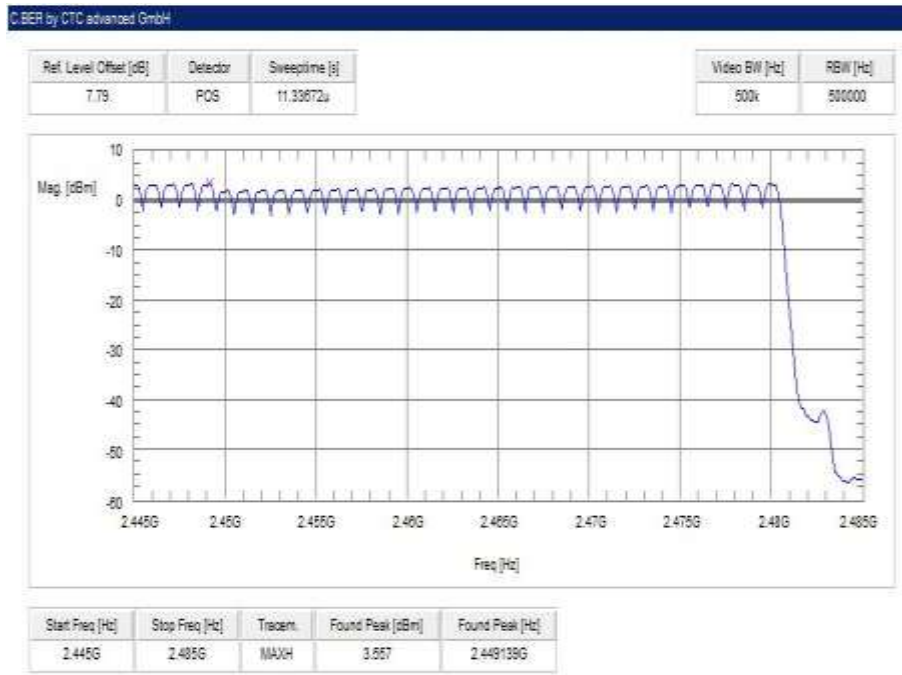 C.BER by CTC advanced GmbH
Ref. Level Offset [dB] Detector Sweeptime [s] Video BW [Hz] RBW [Hz]
7.79 POS 11.33672u 500k 500000
10
Mag. [dBm]
0
-10
-20
-30
-40
-50
-60
2.445G 2.45G 2.455G 2.46G 2.465G 2.47G 2.475G 2.48G 2.485G
Freq [Hz]
Start Freq [Hz] Stop Freq [Hz] Tracem. Found Peak [dBm] Found Peak [Hz]
2.445G 2.485G MAXH 3.557 2.449139G